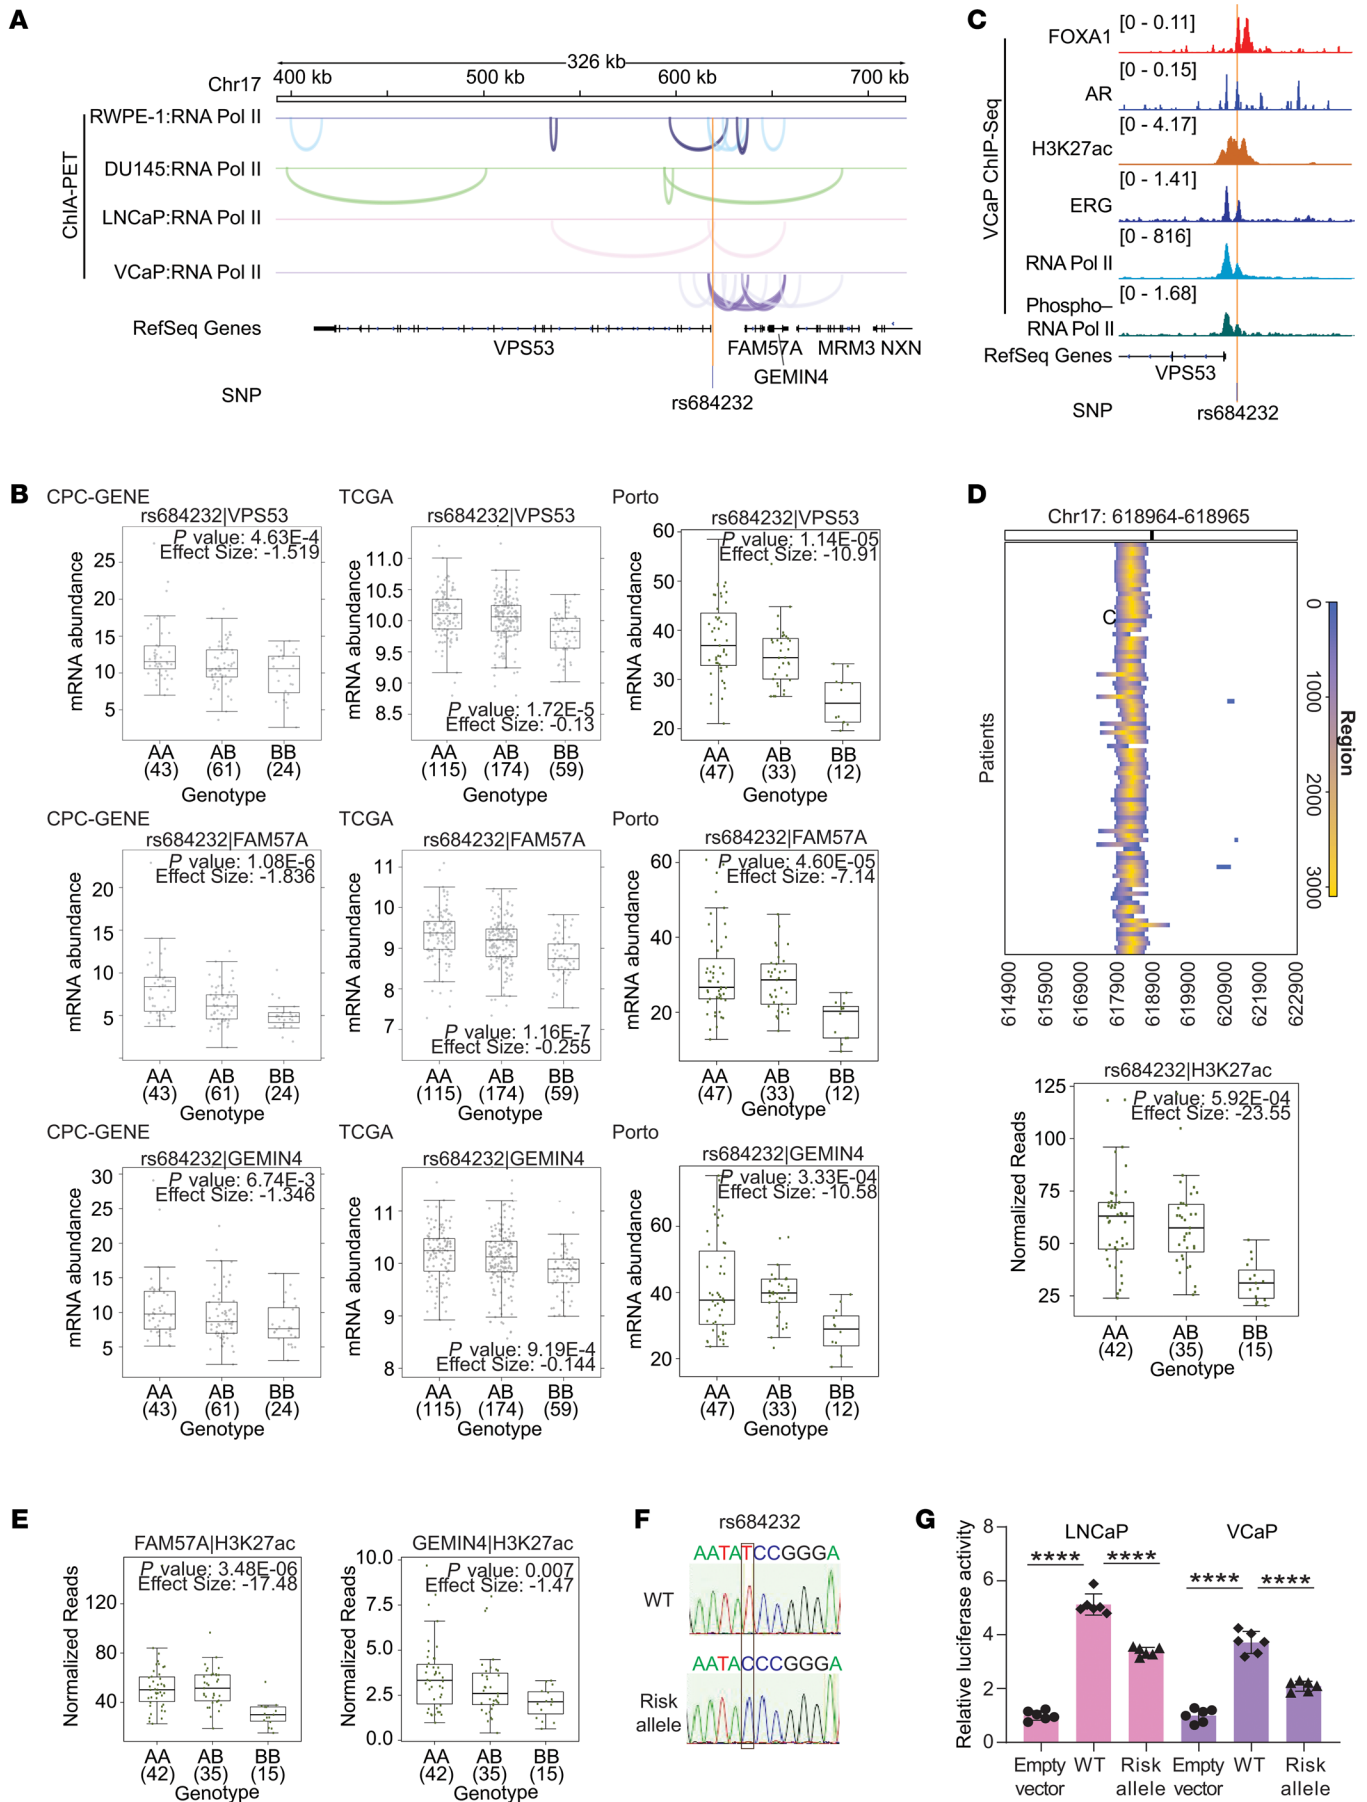 A
326 kb
Chr17
400 kb 500 kb 600 kb 700 kb
ChIA-PET
RWPE-1:RNA Pol II
DU145:RNA Pol II
LNCaP:RNA Pol II
VCaP:RNA Pol II
RefSeq Genes
VPS53 FAM57A MRM3 NXN
GEMIN4
SNP
rs684232
C
VCaP ChIP-Seq
FOXA1 [0 - 0.11]
AR [0 - 0.15]
H3K27ac [0 - 4.17]
ERG [0 - 1.41]
RNA Pol II [0 - 816]
Phospho–
RNA Pol II [0 - 1.68]
RefSeq Genes
VPS53
SNP
rs684232
B
CPC-GENE
rs684232|VPS53
P value: 4.63E-4
Effect Size: -1.519
mRNA abundance
25
20
15
10
5
AA AB BB
(43) (61) (24)
Genotype
TCGA
rs684232|VPS53
mRNA abundance
11.0
10.5
10.0
9.5
9.0
8.5
P value: 1.72E-5
Effect Size: -0.13
AA AB BB
(115) (174) (59)
Genotype
Porto
rs684232|VPS53
P value: 1.14E-05
Effect Size: -10.91
mRNA abundance
60
50
40
30
20
AA AB BB
(47) (33) (12)
Genotype
CPC-GENE
rs684232|FAM57A
P value: 1.08E-6
Effect Size: -1.836
mRNA abundance
20
15
10
5
AA AB BB
(43) (61) (24)
Genotype
TCGA
rs684232|FAM57A
mRNA abundance
11
10
9
8
7
P value: 1.16E-7
Effect Size: -0.255
AA AB BB
(115) (174) (59)
Genotype
Porto
rs684232|FAM57A
P value: 4.60E-05
Effect Size: -7.14
mRNA abundance
60
40
20
AA AB BB
(47) (33) (12)
Genotype
CPC-GENE
rs684232|GEMIN4
P value: 6.74E-3
Effect Size: -1.346
mRNA abundance
30
25
20
15
10
5
AA AB BB
(43) (61) (24)
Genotype
TCGA
rs684232|GEMIN4
mRNA abundance
11
10
9
8
P value: 9.19E-4
Effect Size: -0.144
AA AB BB
(115) (174) (59)
Genotype
Porto
rs684232|GEMIN4
P value: 3.33E-04
Effect Size: -10.58
mRNA abundance
60
40
20
AA AB BB
(47) (33) (12)
Genotype
D
Chr17: 618964-618965
C
Patients
0
1000
2000
3000
Region
614900 615900 616900 617900 618900 619900 620900 621900 622900
rs684232|H3K27ac
P value: 5.92E-04
Effect Size: -23.55
Normalized Reads
125
100
75
50
25
AA AB BB
(42) (35) (15)
Genotype
E
FAM57A|H3K27ac
P value: 3.48E-06
Effect Size: -17.48
Normalized Reads
120
80
40
AA AB BB
(42) (35) (15)
Genotype
GEMIN4|H3K27ac
P value: 0.007
Effect Size: -1.47
Normalized Reads
10.0
7.5
5.0
2.5
0.0
AA AB BB
(42) (35) (15)
Genotype
F
rs684232
AATATCCGGGA
WT
AATACCCGGGA
Risk
allele
G
LNCaP VCaP
Relative luciferase activity
8
6
4
2
0
**** **** **** ****
Empty WT Risk Empty WT Risk
vector allele vector allele